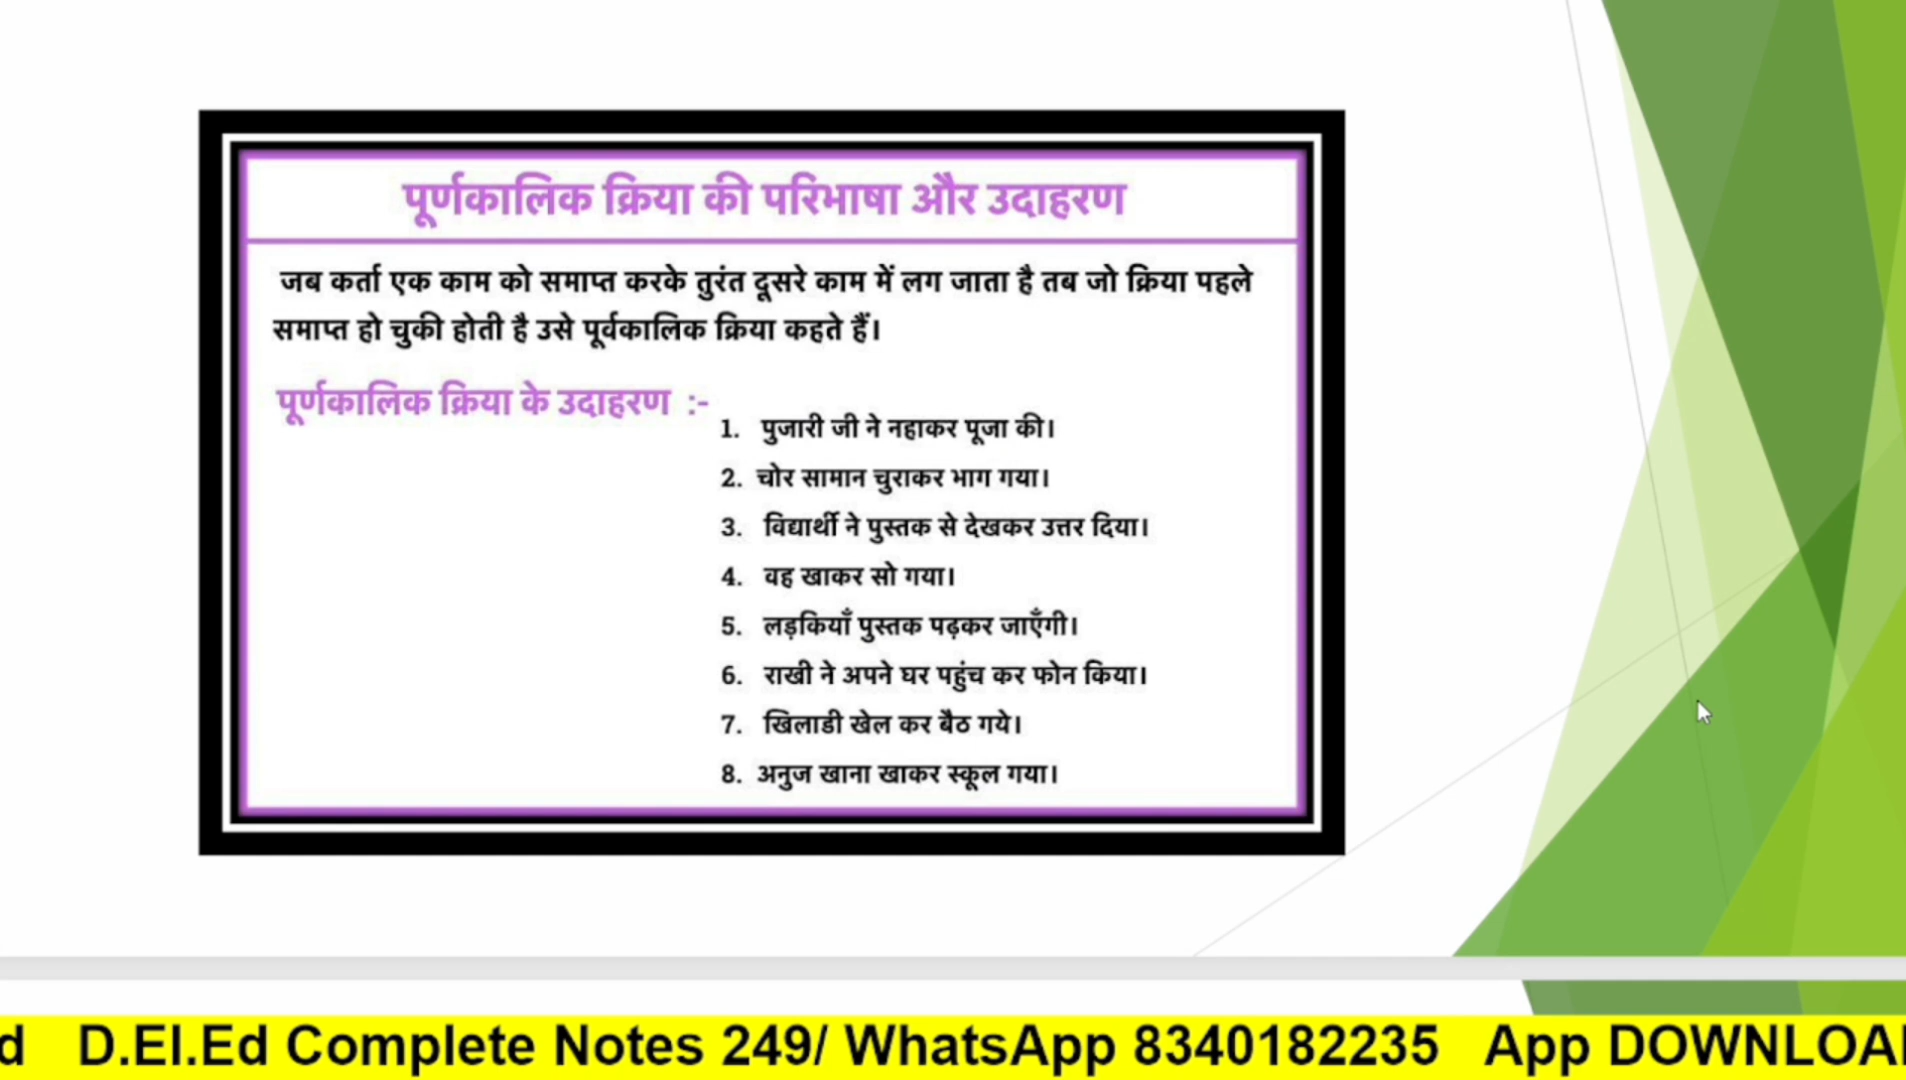 पूर्णकालिक क्रिया की परिभाषा और उदाहरण
जब कर्ता एक काम को समाप्त करके तुरंत दूसरे काम में लग जाता है तब जो क्रिया पहले
समाप्त हो चुकी होती है उसे पूर्वकालिक क्रिया कहते हैं।
पूर्णकालिक क्रिया के उदाहरण :-
1. पुजारी जी ने नहाकर पूजा की।
2. चोर सामान चुराकर भाग गया।
3. विद्यार्थी ने पुस्तक से देखकर उत्तर दिया।
4. वह खाकर सो गया।
5. लड़कियाँ पुस्तक पढ़कर जाएँगी।
6. राखी ने अपने घर पहुंच कर फोन किया।
7. खिलाडी खेल कर बैठ गये।
8. अनुज खाना खाकर स्कूल गया।
d D.El.Ed Complete Notes 249/ WhatsApp 8340182235 App DOWNLOA